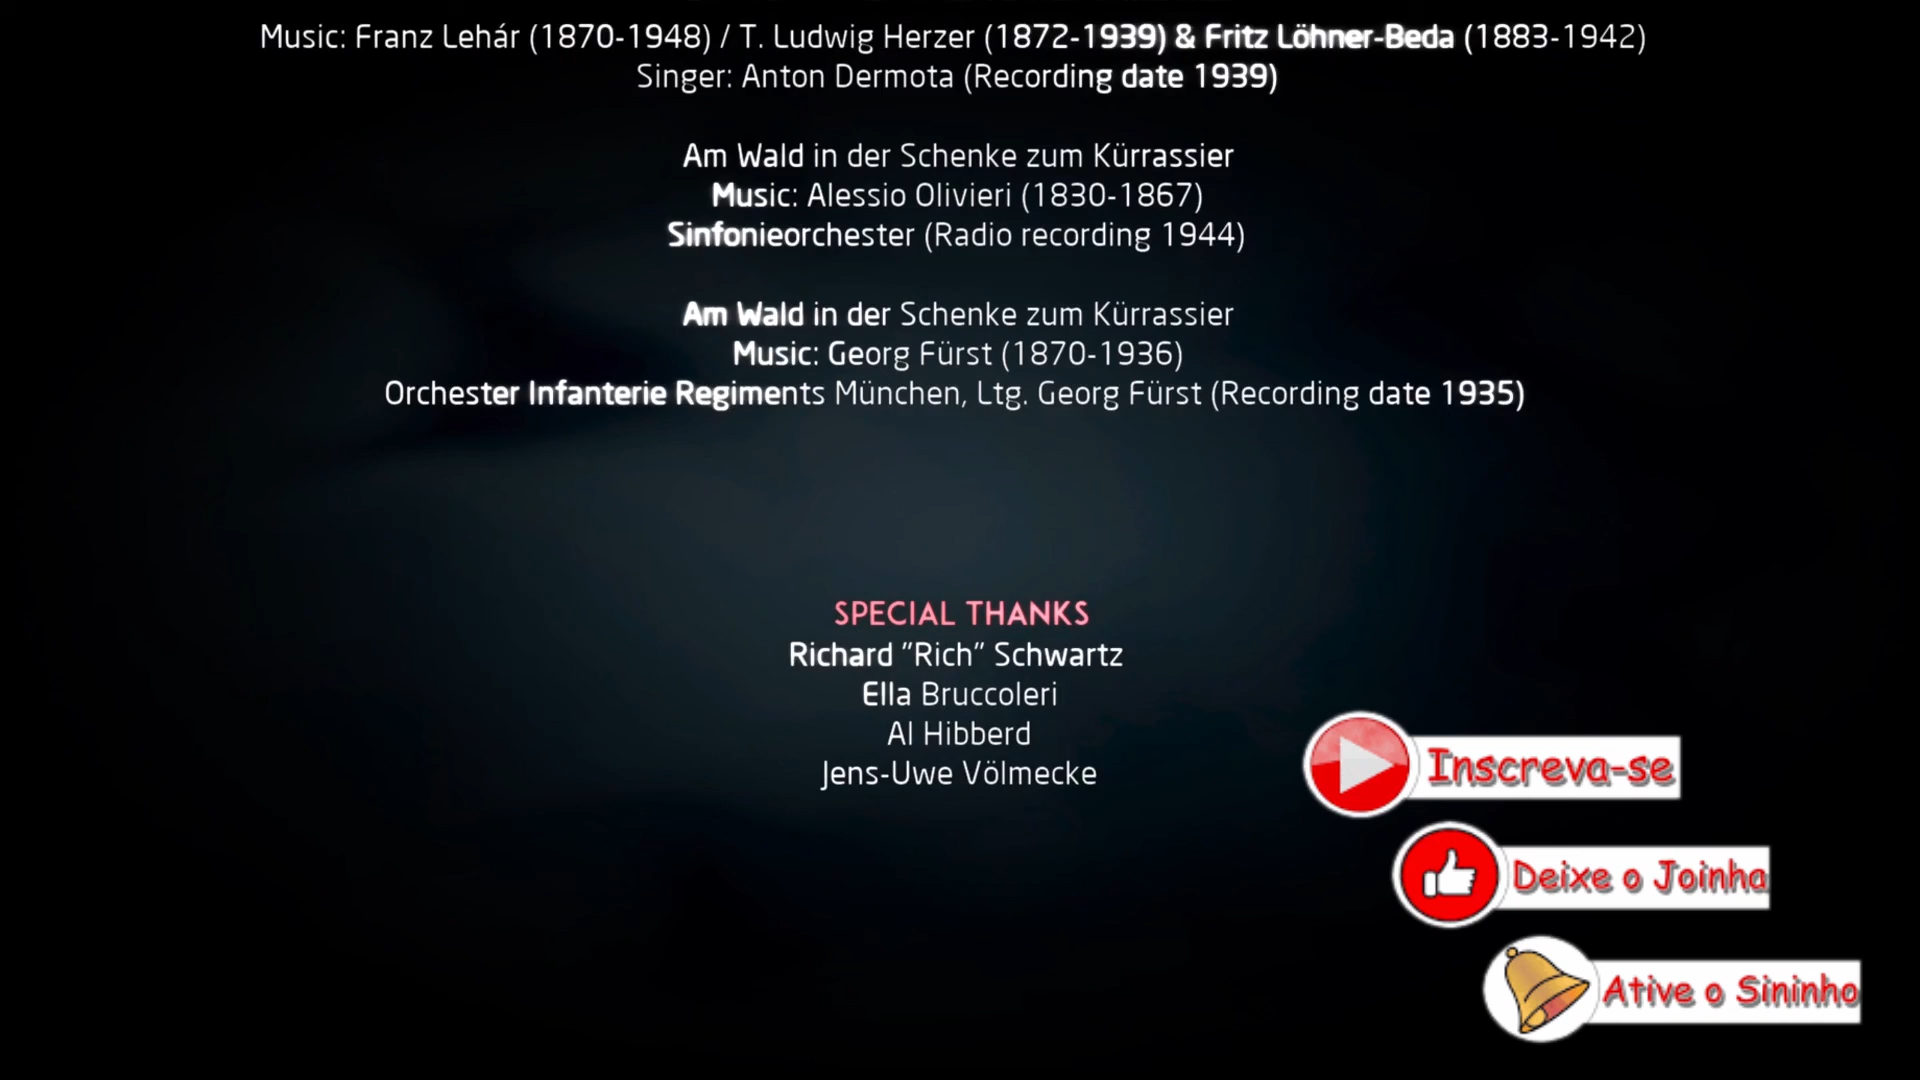 Music: Franz Lehár (1870-1948) / T. Ludwig Herzer (1872-1939) & Fritz Löhner-Beda (1883-1942)
Singer: Anton Dermota (Recording date 1939)
Am Wald in der Schenke zum Kürrassier
Music: Alessio Olivieri (1830-1867)
Sinfonieorchester (Radio recording 1944)
Am Wald in der Schenke zum Kürrassier
Music: Georg Fürst (1870-1936)
Orchester Infanterie Regiments München, Ltg. Georg Fürst (Recording date 1935)
SPECIAL THANKS
Richard "Rich" Schwartz
Ella Bruccoleri
Al Hibberd
Jens-Uwe Völmecke
Inscreva-se
Deixe o Joinha
Ative o Sininho